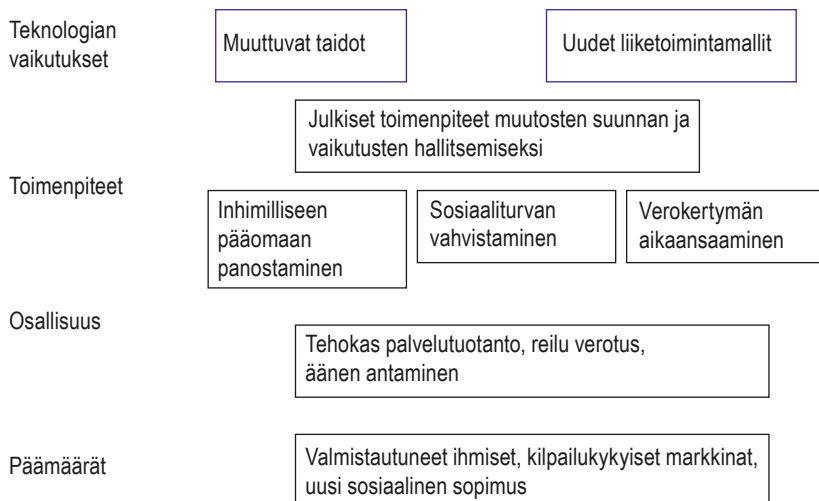 Teknologian
vaikutukset
Muuttuvat taidot
Uudet liiketoimintamallit
Julkiset toimenpiteet muutosten suunnan ja
vaikutusten hallitsemiseksi
Toimenpiteet
Inhimilliseen
pääomaan
panostaminen
Sosiaaliturvan
vahvistaminen
Verokertymän
aikaansaaminen
Osallisuus
Tehokas palvelutuotanto, reilu verotus,
äänen antaminen
Päämäärät
Valmistautuneet ihmiset, kilpailukykyiset markkinat,
uusi sosiaalinen sopimus